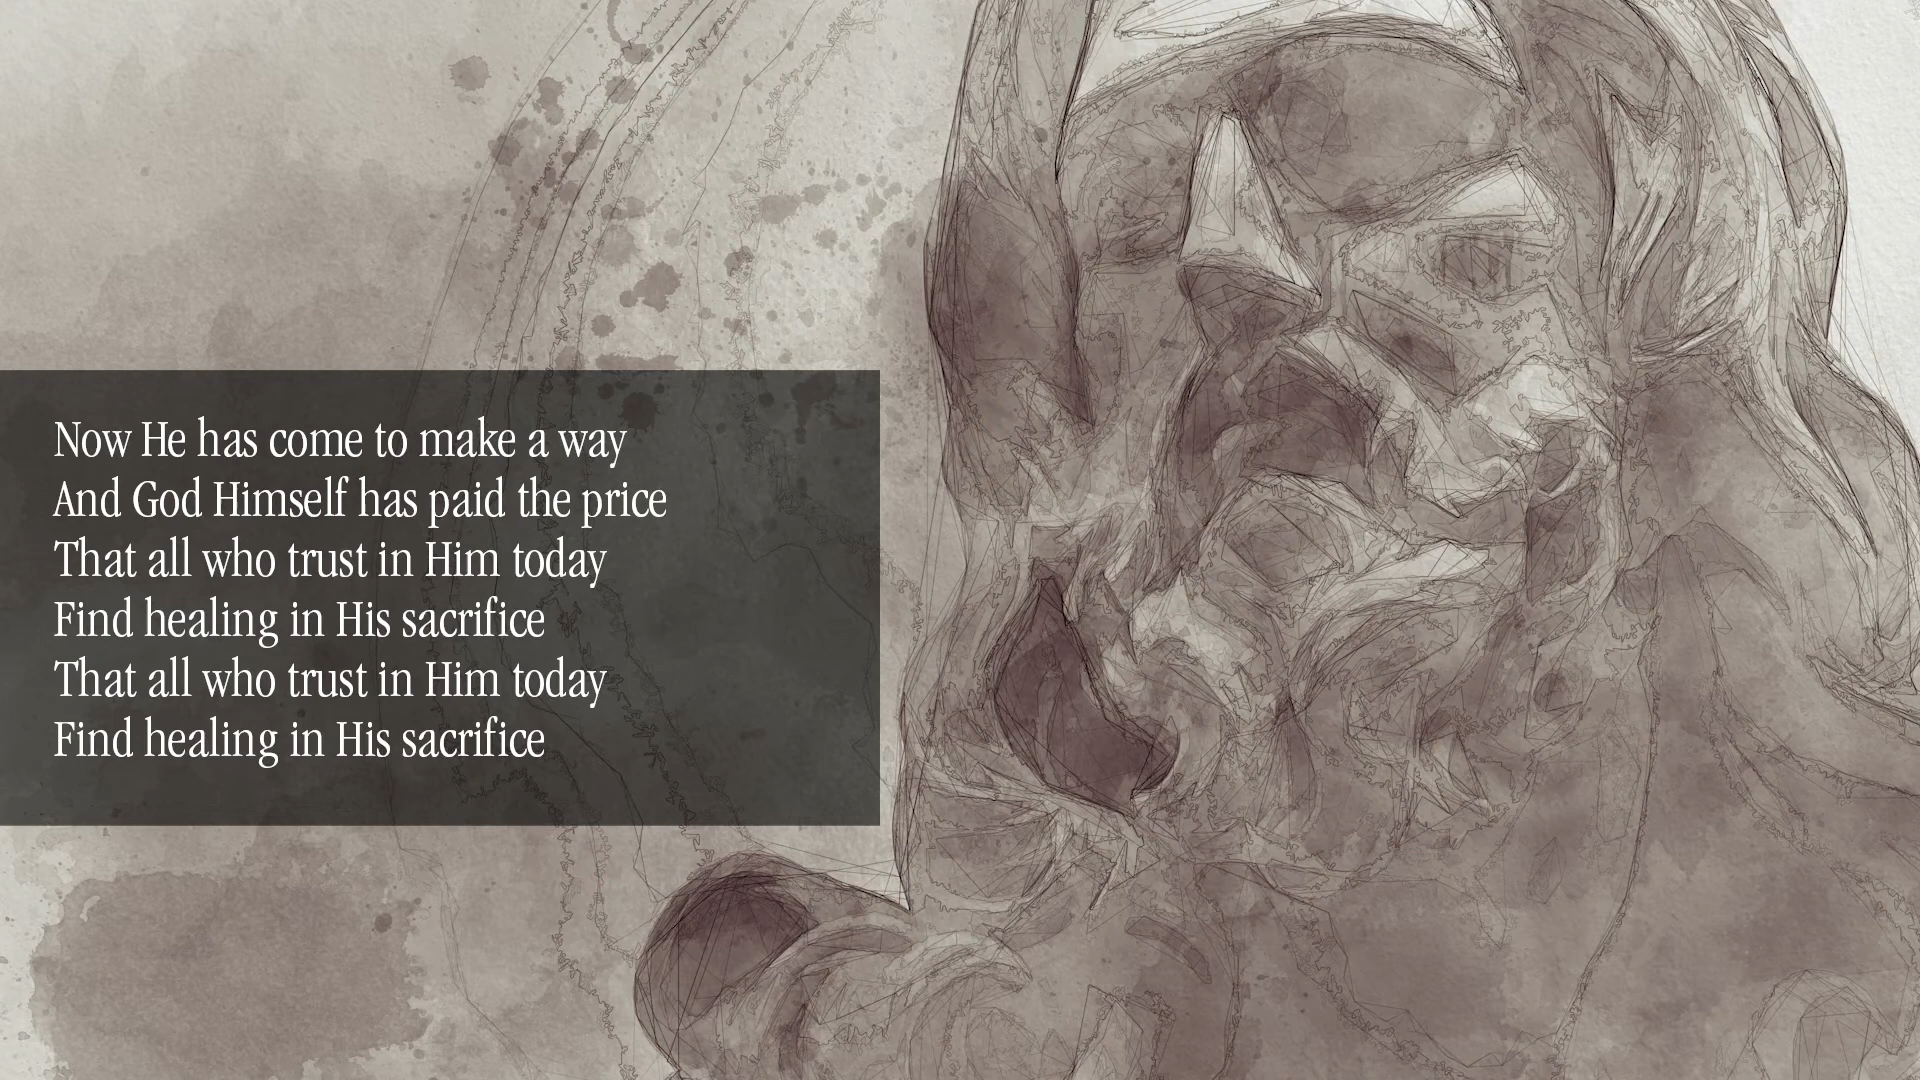 Now He has come to make a way
And God Himself has paid the price
That all who trust in Him today
Find healing in His sacrifice
That all who trust in Him today
Find healing in His sacrifice